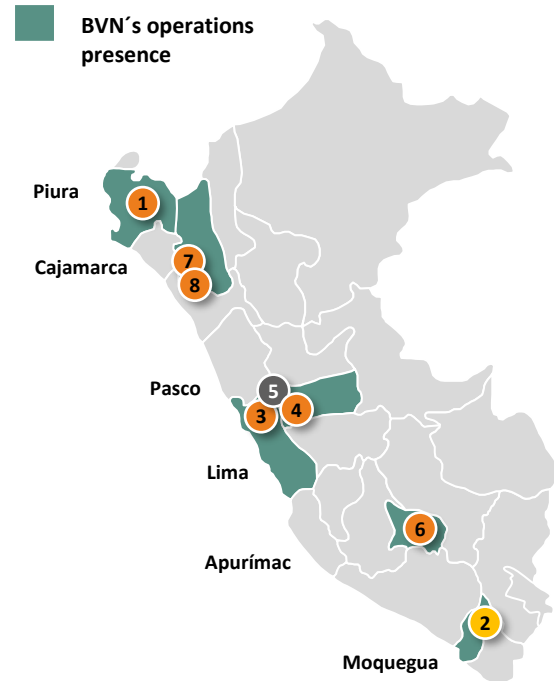 BVN´s operations
presence
Piura
1
Cajamarca
7
8
Pasco
5
3
4
Lima
6
Apurímac
2
Moquegua